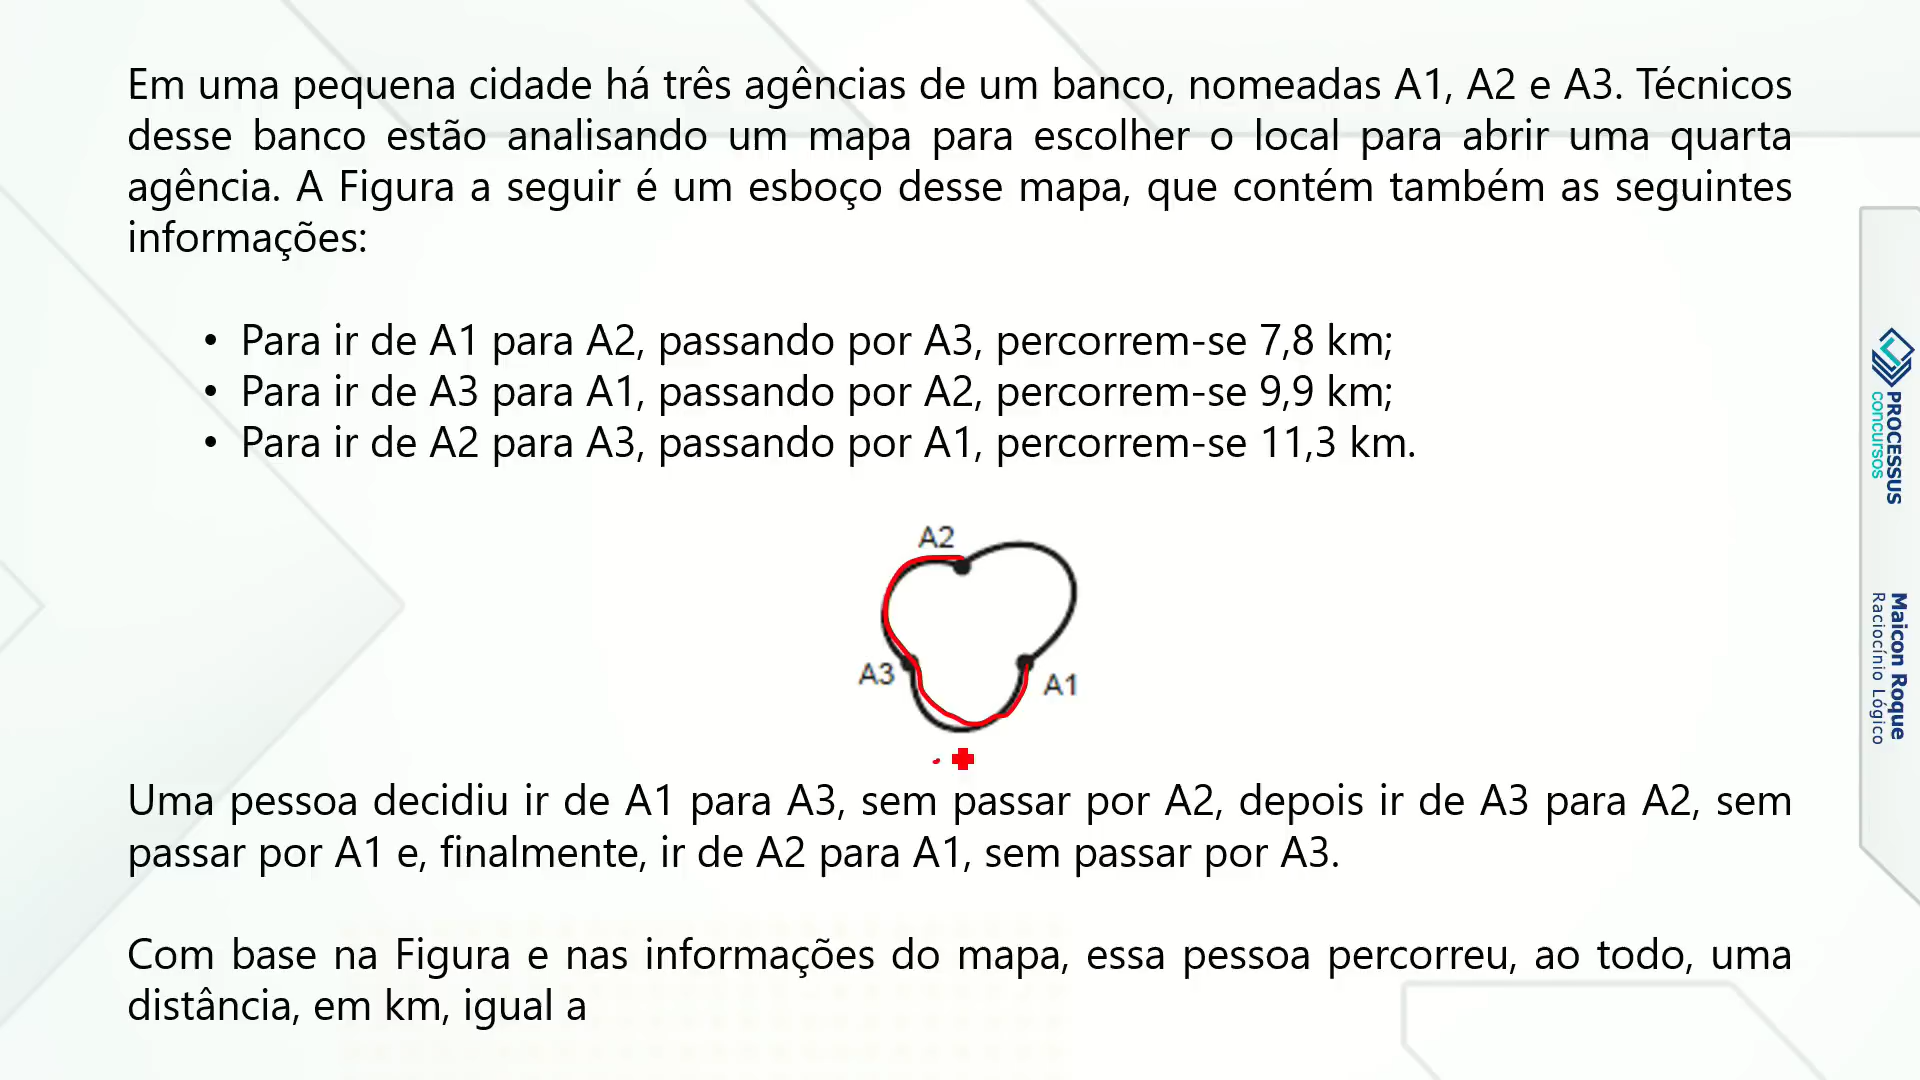 Em uma pequena cidade há três agências de um banco, nomeadas A1, A2 e A3. Técnicos
desse banco estão analisando um mapa para escolher o local para abrir uma quarta
agência. A Figura a seguir é um esboço desse mapa, que contém também as seguintes
informações:
• Para ir de A1 para A2, passando por A3, percorrem-se 7,8 km;
• Para ir de A3 para A1, passando por A2, percorrem-se 9,9 km;
• Para ir de A2 para A3, passando por A1, percorrem-se 11,3 km.
A2
A3
A1
Uma pessoa decidiu ir de A1 para A3, sem passar por A2, depois ir de A3 para A2, sem
passar por A1 e, finalmente, ir de A2 para A1, sem passar por A3.
Com base na Figura e nas informações do mapa, essa pessoa percorreu, ao todo, uma
distância, em km, igual a
PROCESSUS
concursos
Maicon Roque
Raciocínio Lógico